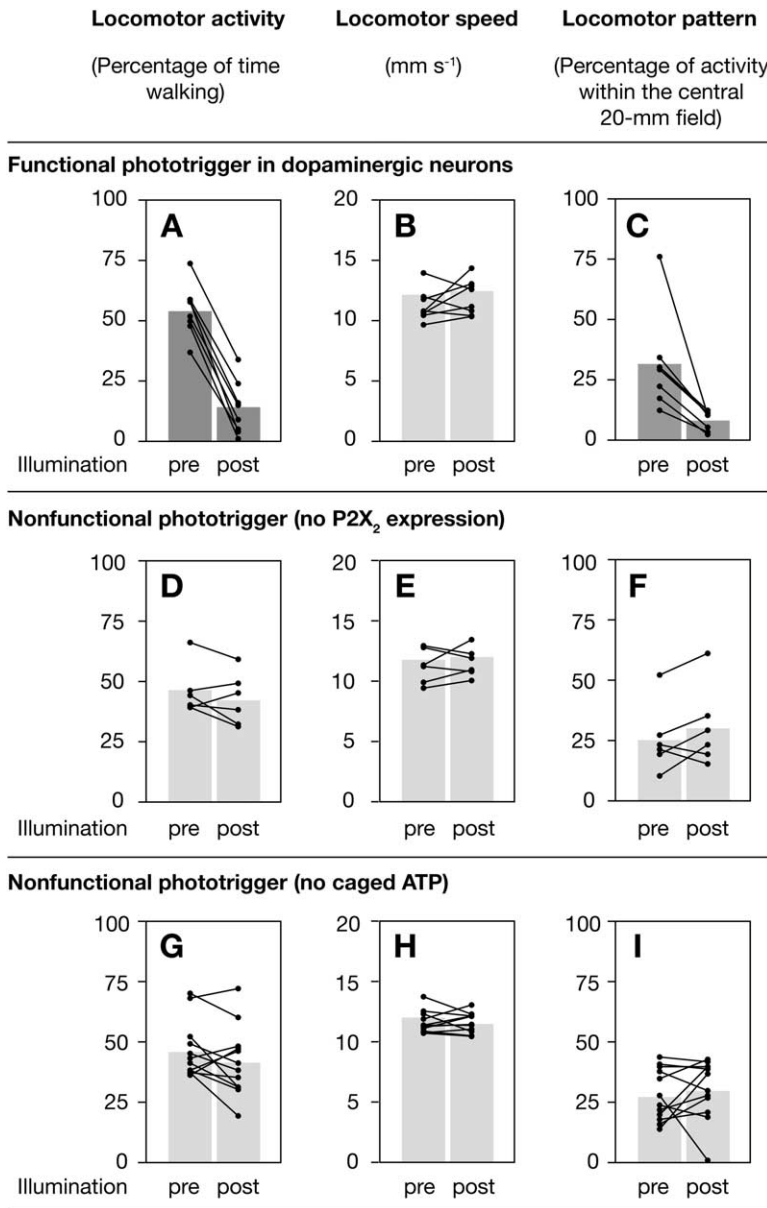 Locomotor activity Locomotor speed Locomotor pattern
(Percentage of time (mm s⁻¹) (Percentage of activity
walking) within the central
20-mm field)
Functional phototrigger in dopaminergic neurons
100 20 100
A B C
75 15 75
50 10 50
25 5 25
0 0 0
Illumination pre post pre post pre post
Nonfunctional phototrigger (no P2X₂ expression)
100 20 100
D E F
75 15 75
50 10 50
25 5 25
0 0 0
Illumination pre post pre post pre post
Nonfunctional phototrigger (no caged ATP)
100 20 100
G H I
75 15 75
50 10 50
25 5 25
0 0 0
Illumination pre post pre post pre post